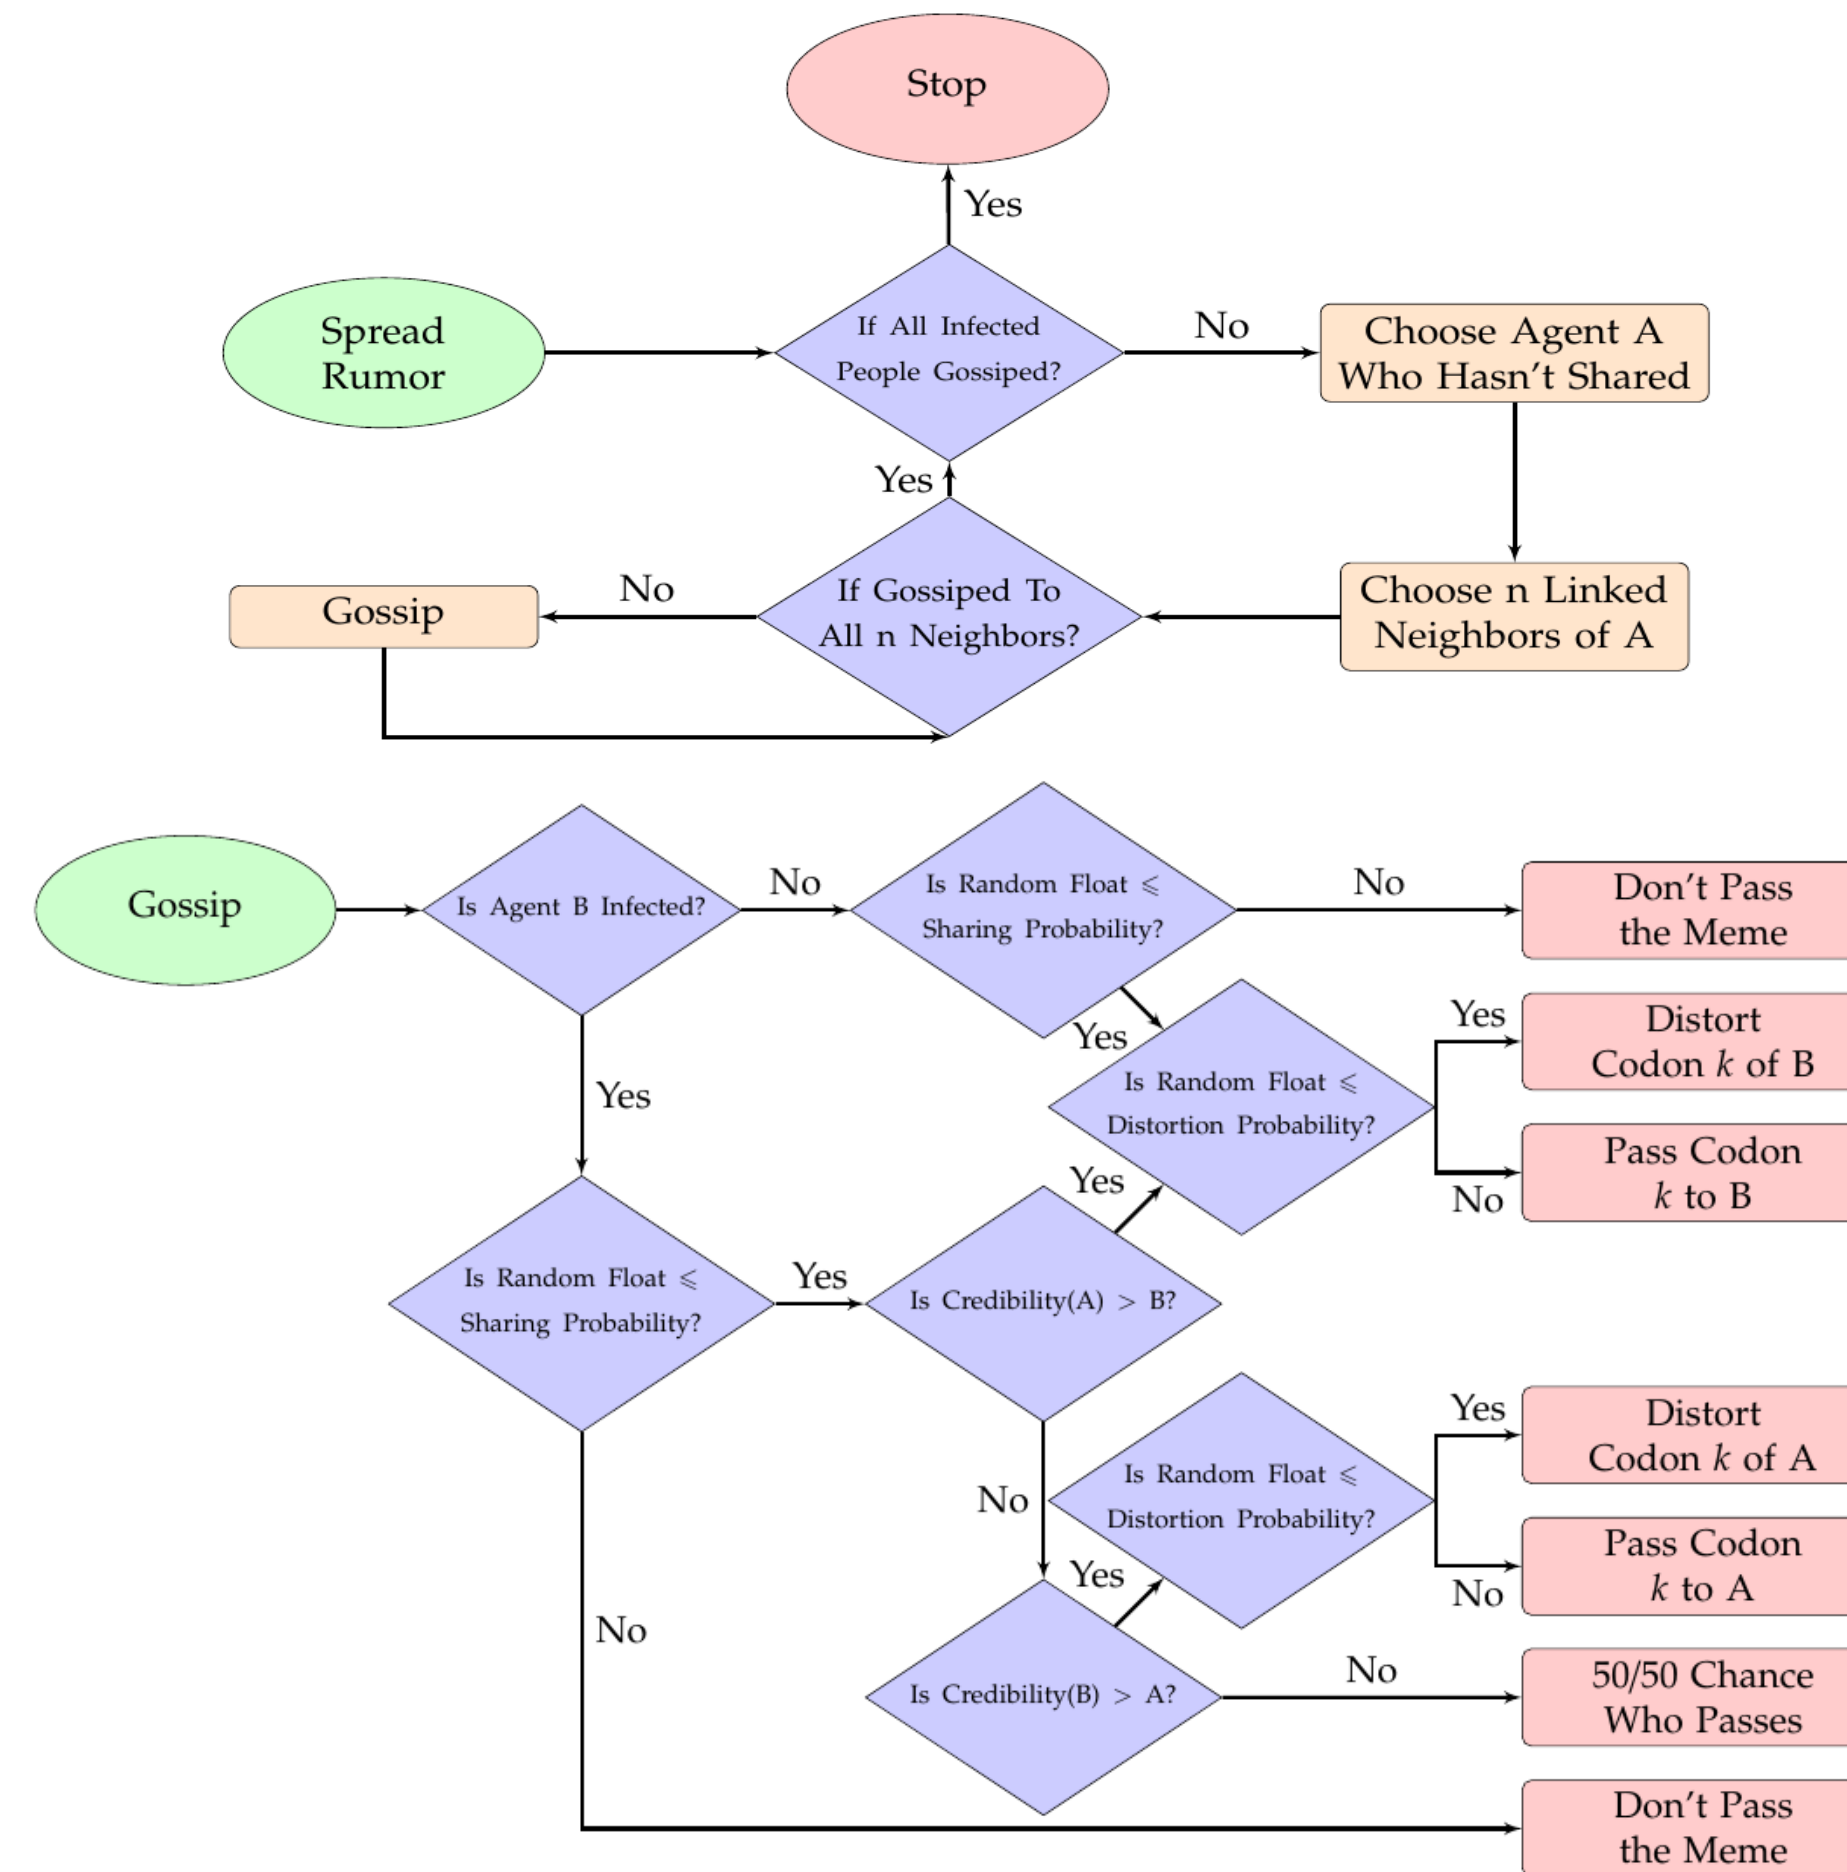 Stop
Yes
Spread
Rumor
If All Infected
People Gossiped?
No
Choose Agent A
Who Hasn't Shared
Yes
Gossip
No
If Gossiped To
All n Neighbors?
Choose n Linked
Neighbors of A
Gossip
Is Agent B Infected?
No
Is Random Float ⩽
Sharing Probability?
No
Don't Pass
the Meme
Yes
Yes
Is Random Float ⩽
Distortion Probability?
Yes
Distort
Codon k of B
No
Pass Codon
k to B
Is Random Float ⩽
Sharing Probability?
Yes
Is Credibility(A) > B?
Yes
No
Is Random Float ⩽
Distortion Probability?
Yes
Distort
Codon k of A
No
Pass Codon
k to A
Yes
No
Is Credibility(B) > A?
No
50/50 Chance
Who Passes
Don't Pass
the Meme